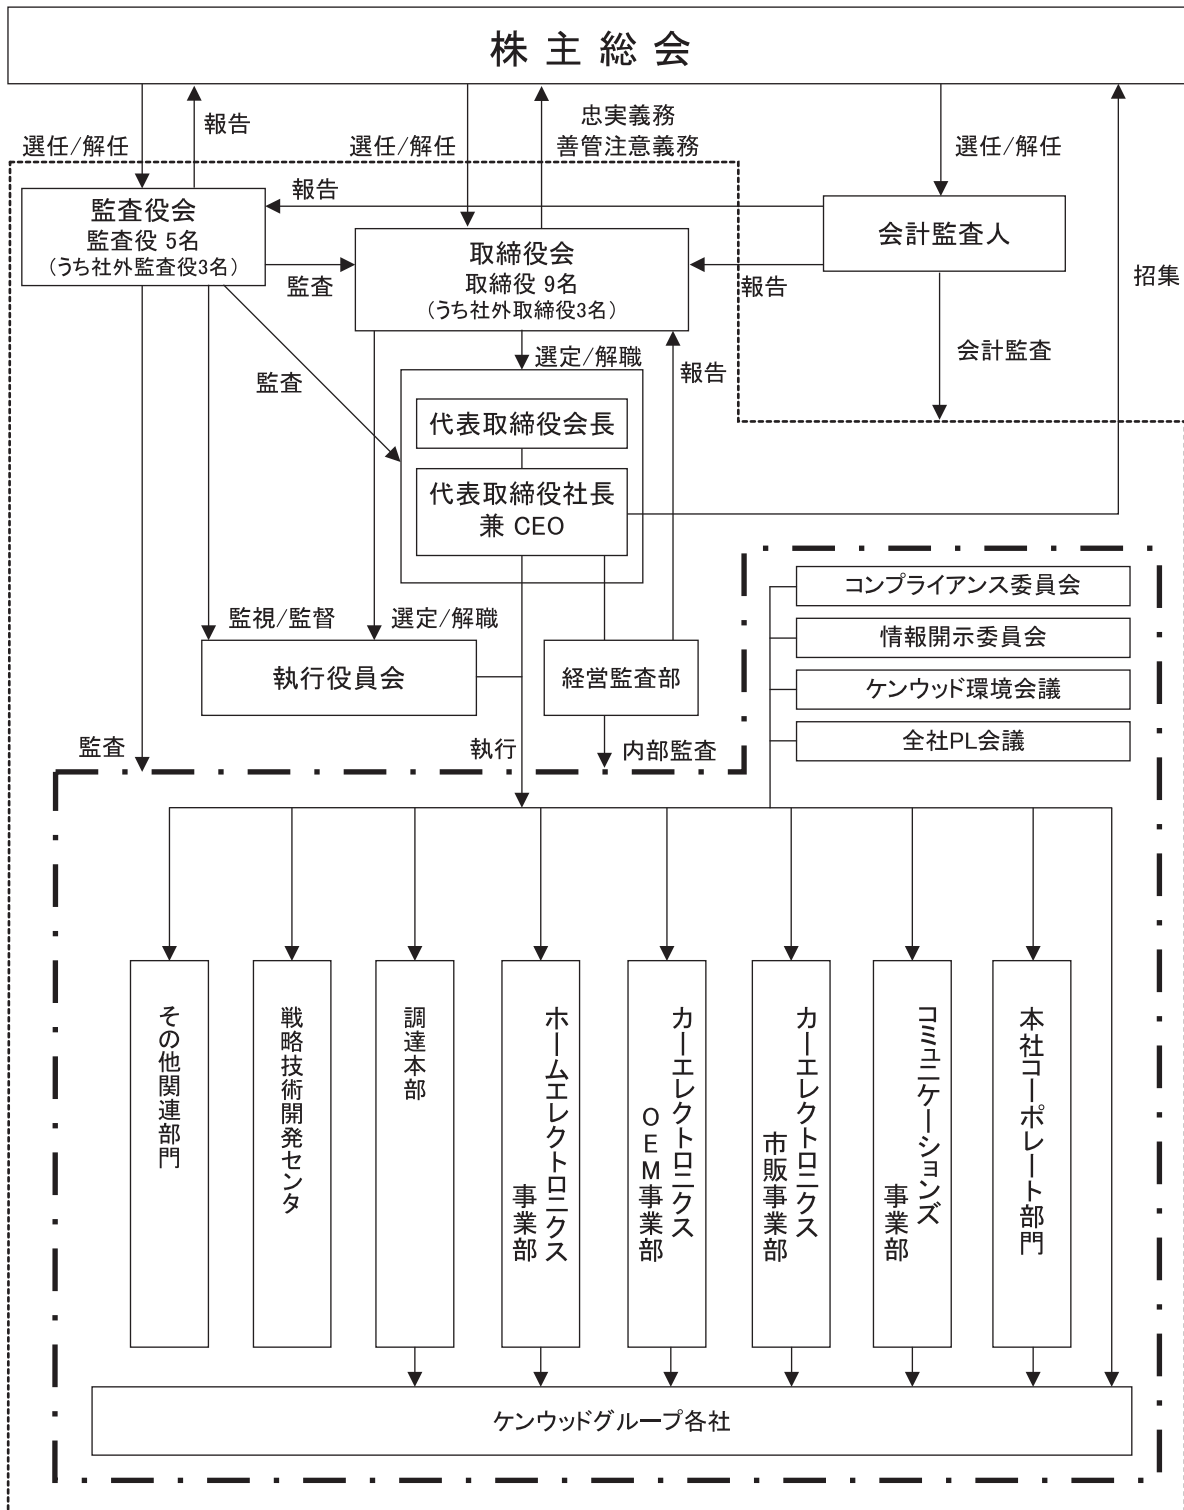 株主総会
選任/解任
報告
選任/解任
忠実義務
善管注意義務
選任/解任
招集
監査役会
監査役 5名
(うち社外監査役3名)
報告
監査
取締役会
取締役 9名
(うち社外取締役3名)
報告
会計監査人
会計監査
監査
選定/解職
報告
代表取締役会長
代表取締役社長
兼 CEO
監視/監督
選定/解職
執行役員会
経営監査部
監査
執行
内部監査
コンプライアンス委員会
情報開示委員会
ケンウッド環境会議
全社PL会議
その他関連部門
戦略技術開発センタ
調達本部
ホームエレクトロニクス
事業部
カーエレクトロニクス
OEM事業部
カーエレクトロニクス
市販事業部
コミュニケーションズ
事業部
本社コーポレート部門
ケンウッドグループ各社